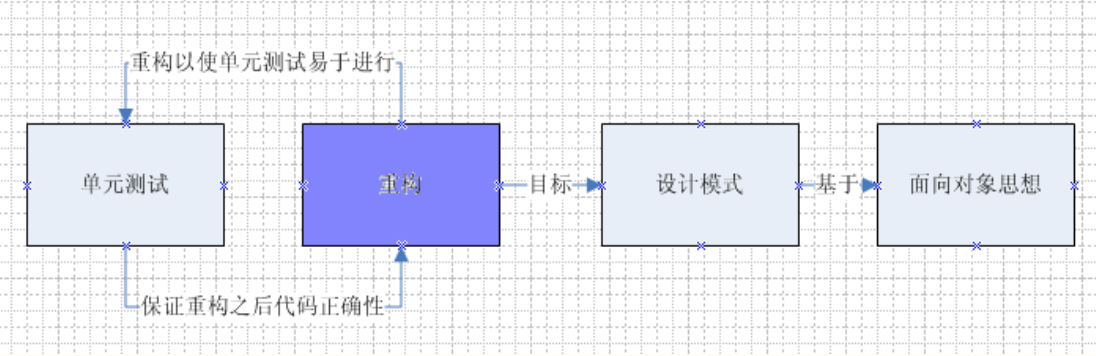 重构以使单元测试易于进行
单元测试
重构
目标
设计模式
基于
面向对象思想
保证重构之后代码正确性